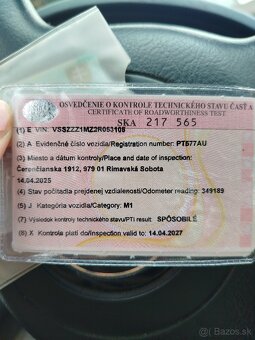 OSVEDČENIE O KONTROLE TECHNICKÉHO STAVU ČASŤ A
CERTIFICATE OF ROADWORTHINESS TEST
SKA 217 565
(1) E VIN: VSSZZZ1MZ2R053108
(2) A Evidenčné číslo vozidla/Registration number: PT577AU
(3) Miesto a dátum kontroly/Place and date of inspection:
Čerenčianska 1912, 979 01 Rimavská Sobota
14.04.2025
(4) Stav počítadla prejdenej vzdialenosti/Odometer reading: 349189
(5) J Kategória vozidla/Category: M1
(7) Výsledok kontroly technického stavu/PTI result: SPÔSOBILÉ
(8) X Kontrola platí do/Inspection valid to: 14.04.2027
Bazos.sk